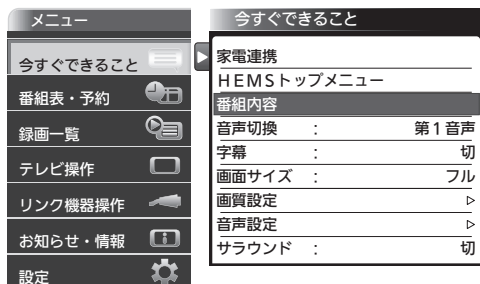 メニュー
今すぐできること
番組表・予約
録画一覧
テレビ操作
リンク機器操作
お知らせ・情報
設定
今すぐできること
家電連携
HEMSトップメニュー
番組内容
音声切換 : 第1音声
字幕 : 切
画面サイズ : フル
画質設定
音声設定
サラウンド : 切